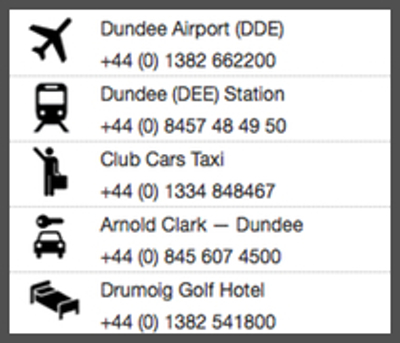 Dundee Airport (DDE)
+44 (0) 1382 662200
Dundee (DEE) Station
+44 (0) 8457 48 49 50
Club Cars Taxi
+44 (0) 1334 848467
Arnold Clark — Dundee
+44 (0) 845 607 4500
Drumoig Golf Hotel
+44 (0) 1382 541800